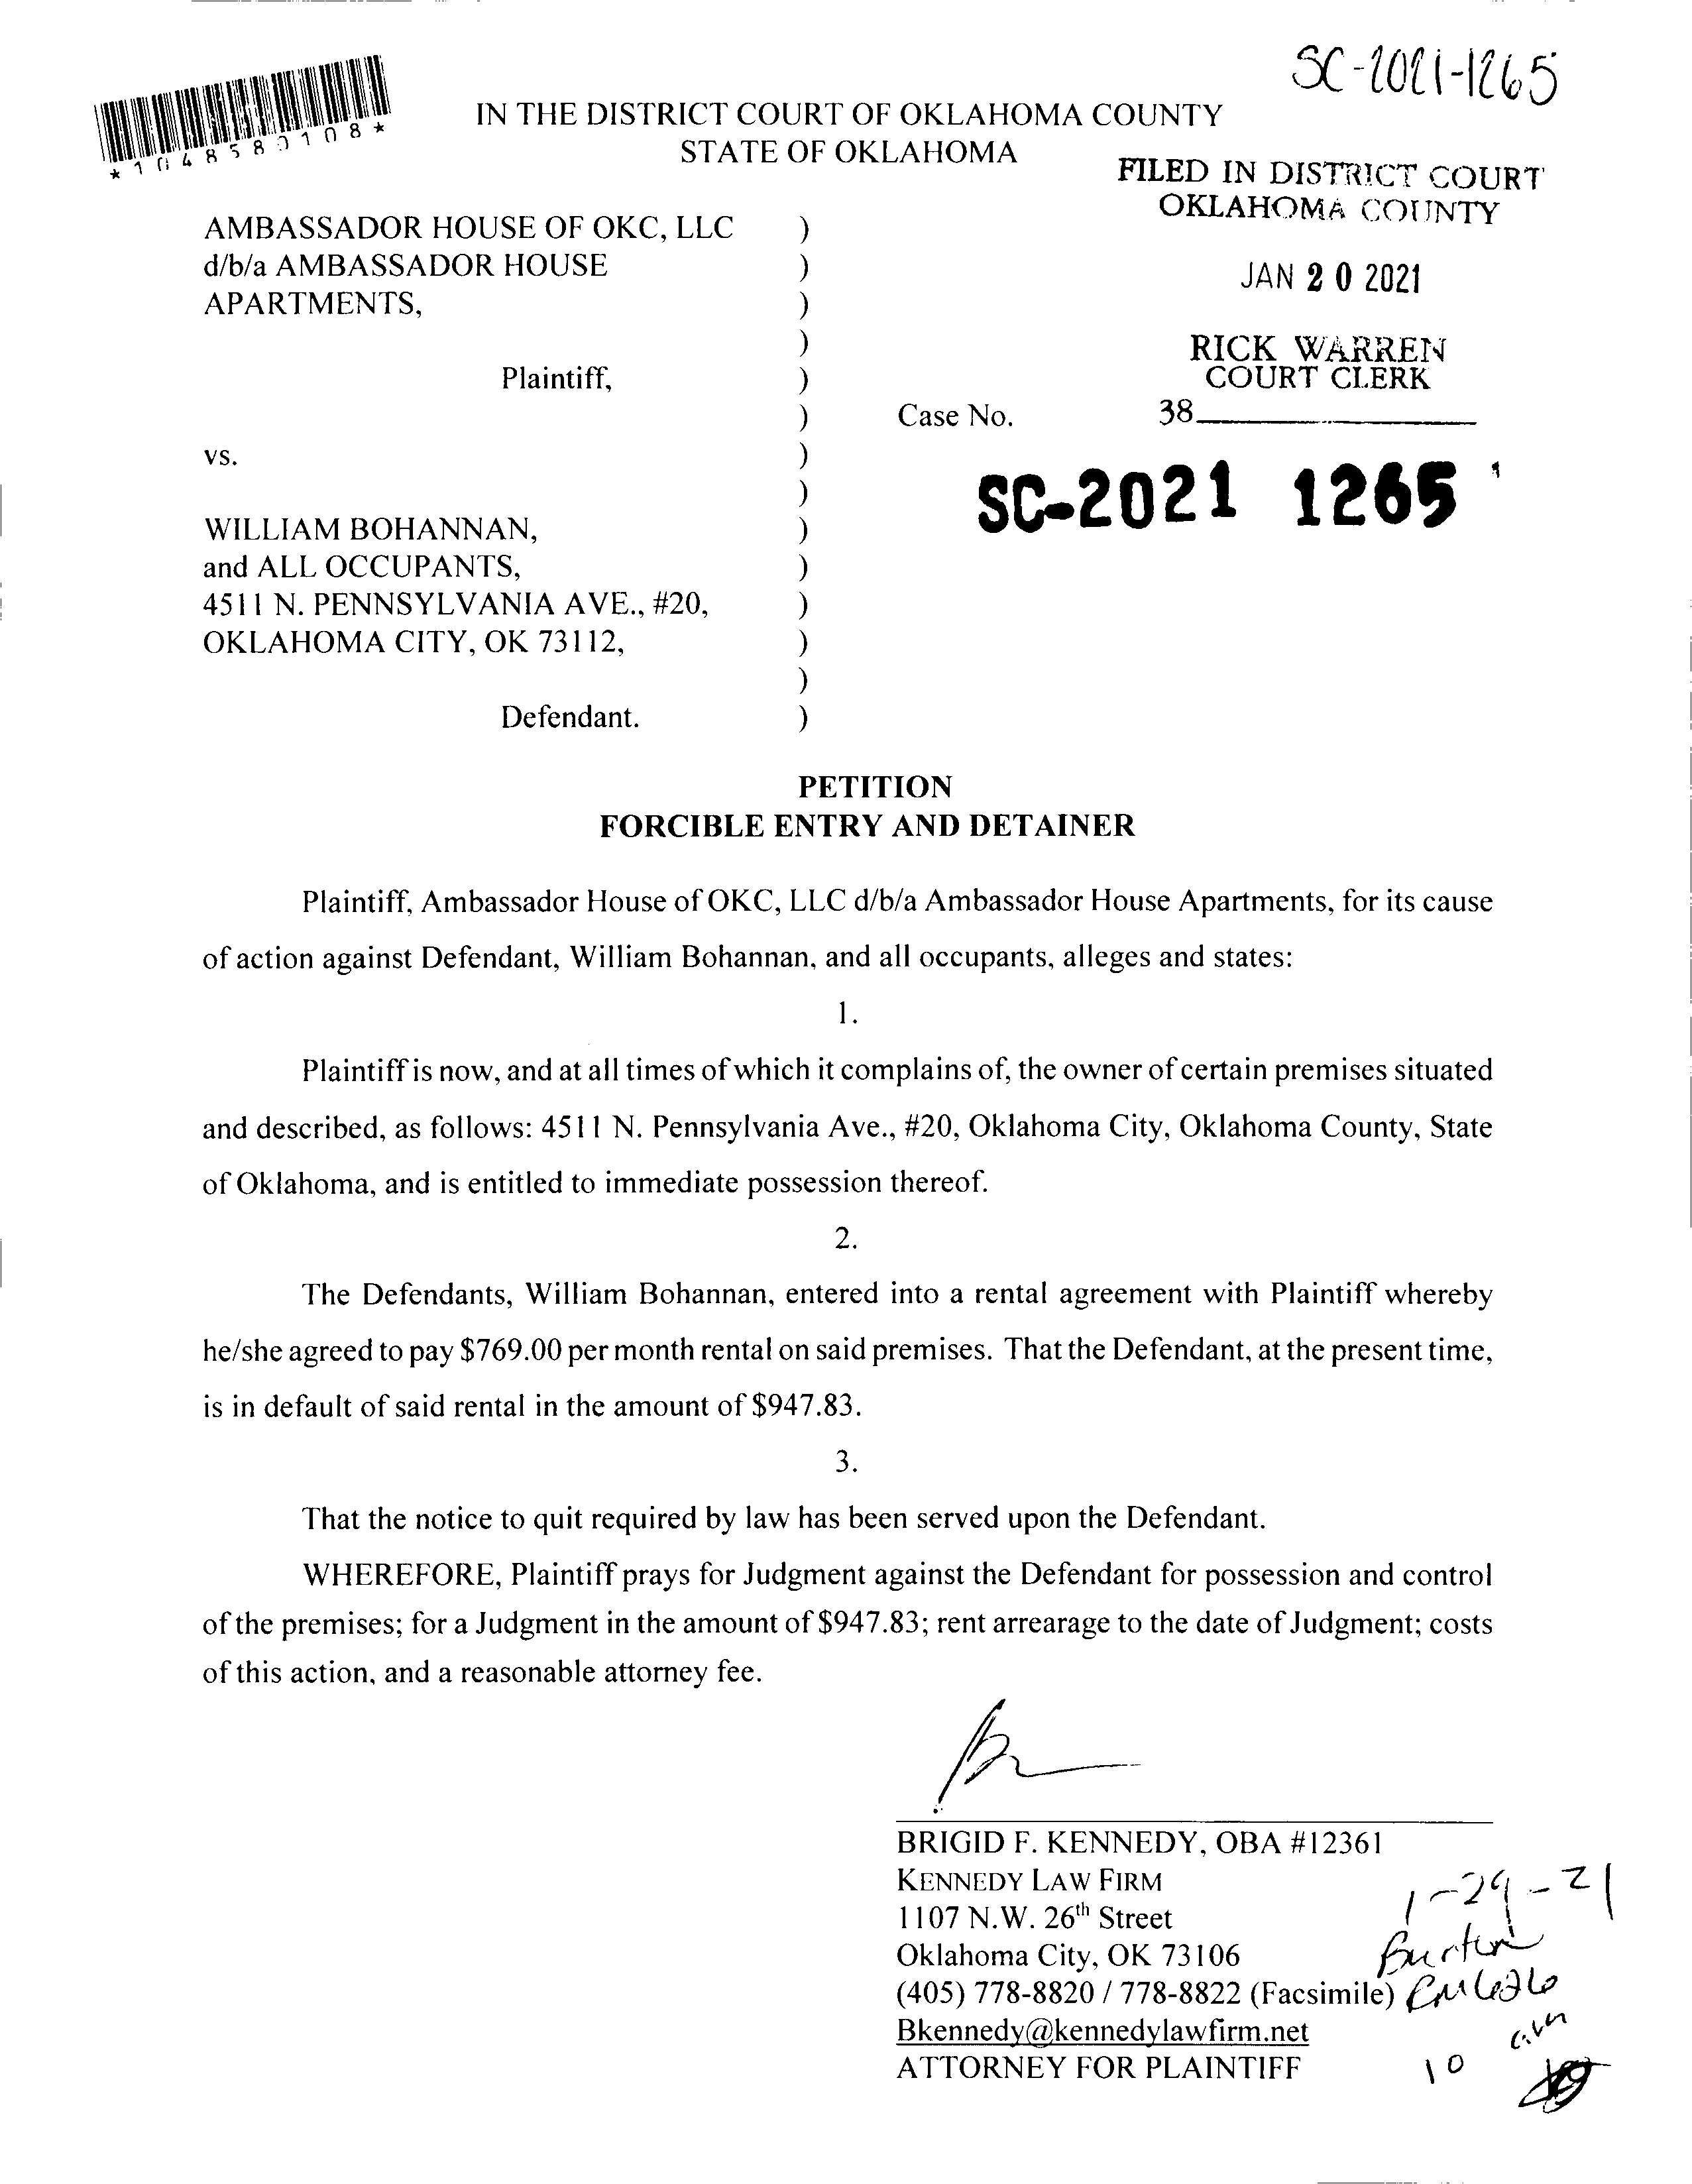 SC-2021-1265
*1048580108*
IN THE DISTRICT COURT OF OKLAHOMA COUNTY
STATE OF OKLAHOMA
FILED IN DISTRICT COURT
OKLAHOMA COUNTY
JAN 20 2021
RICK WARREN
COURT CLERK
38
AMBASSADOR HOUSE OF OKC, LLC )
d/b/a AMBASSADOR HOUSE )
APARTMENTS, )
)
Plaintiff, )
) Case No.
vs. )
) SC-2021 1265
WILLIAM BOHANNAN, )
and ALL OCCUPANTS, )
4511 N. PENNSYLVANIA AVE., #20, )
OKLAHOMA CITY, OK 73112, )
)
Defendant. )
PETITION
FORCIBLE ENTRY AND DETAINER
Plaintiff, Ambassador House of OKC, LLC d/b/a Ambassador House Apartments, for its cause
of action against Defendant, William Bohannan, and all occupants, alleges and states:
1.
Plaintiff is now, and at all times of which it complains of, the owner of certain premises situated
and described, as follows: 4511 N. Pennsylvania Ave., #20, Oklahoma City, Oklahoma County, State
of Oklahoma, and is entitled to immediate possession thereof.
2.
The Defendants, William Bohannan, entered into a rental agreement with Plaintiff whereby
he/she agreed to pay $769.00 per month rental on said premises. That the Defendant, at the present time,
is in default of said rental in the amount of $947.83.
3.
That the notice to quit required by law has been served upon the Defendant.
WHEREFORE, Plaintiff prays for Judgment against the Defendant for possession and control
of the premises; for a Judgment in the amount of $947.83; rent arrearage to the date of Judgment; costs
of this action, and a reasonable attorney fee.
BRIGID F. KENNEDY, OBA #12361
KENNEDY LAW FIRM
1107 N.W. 26th Street
Oklahoma City, OK 73106
(405) 778-8820 / 778-8822 (Facsimile)
Bkennedy@kennedylawfirm.net
ATTORNEY FOR PLAINTIFF
1-29-21
Burton
10